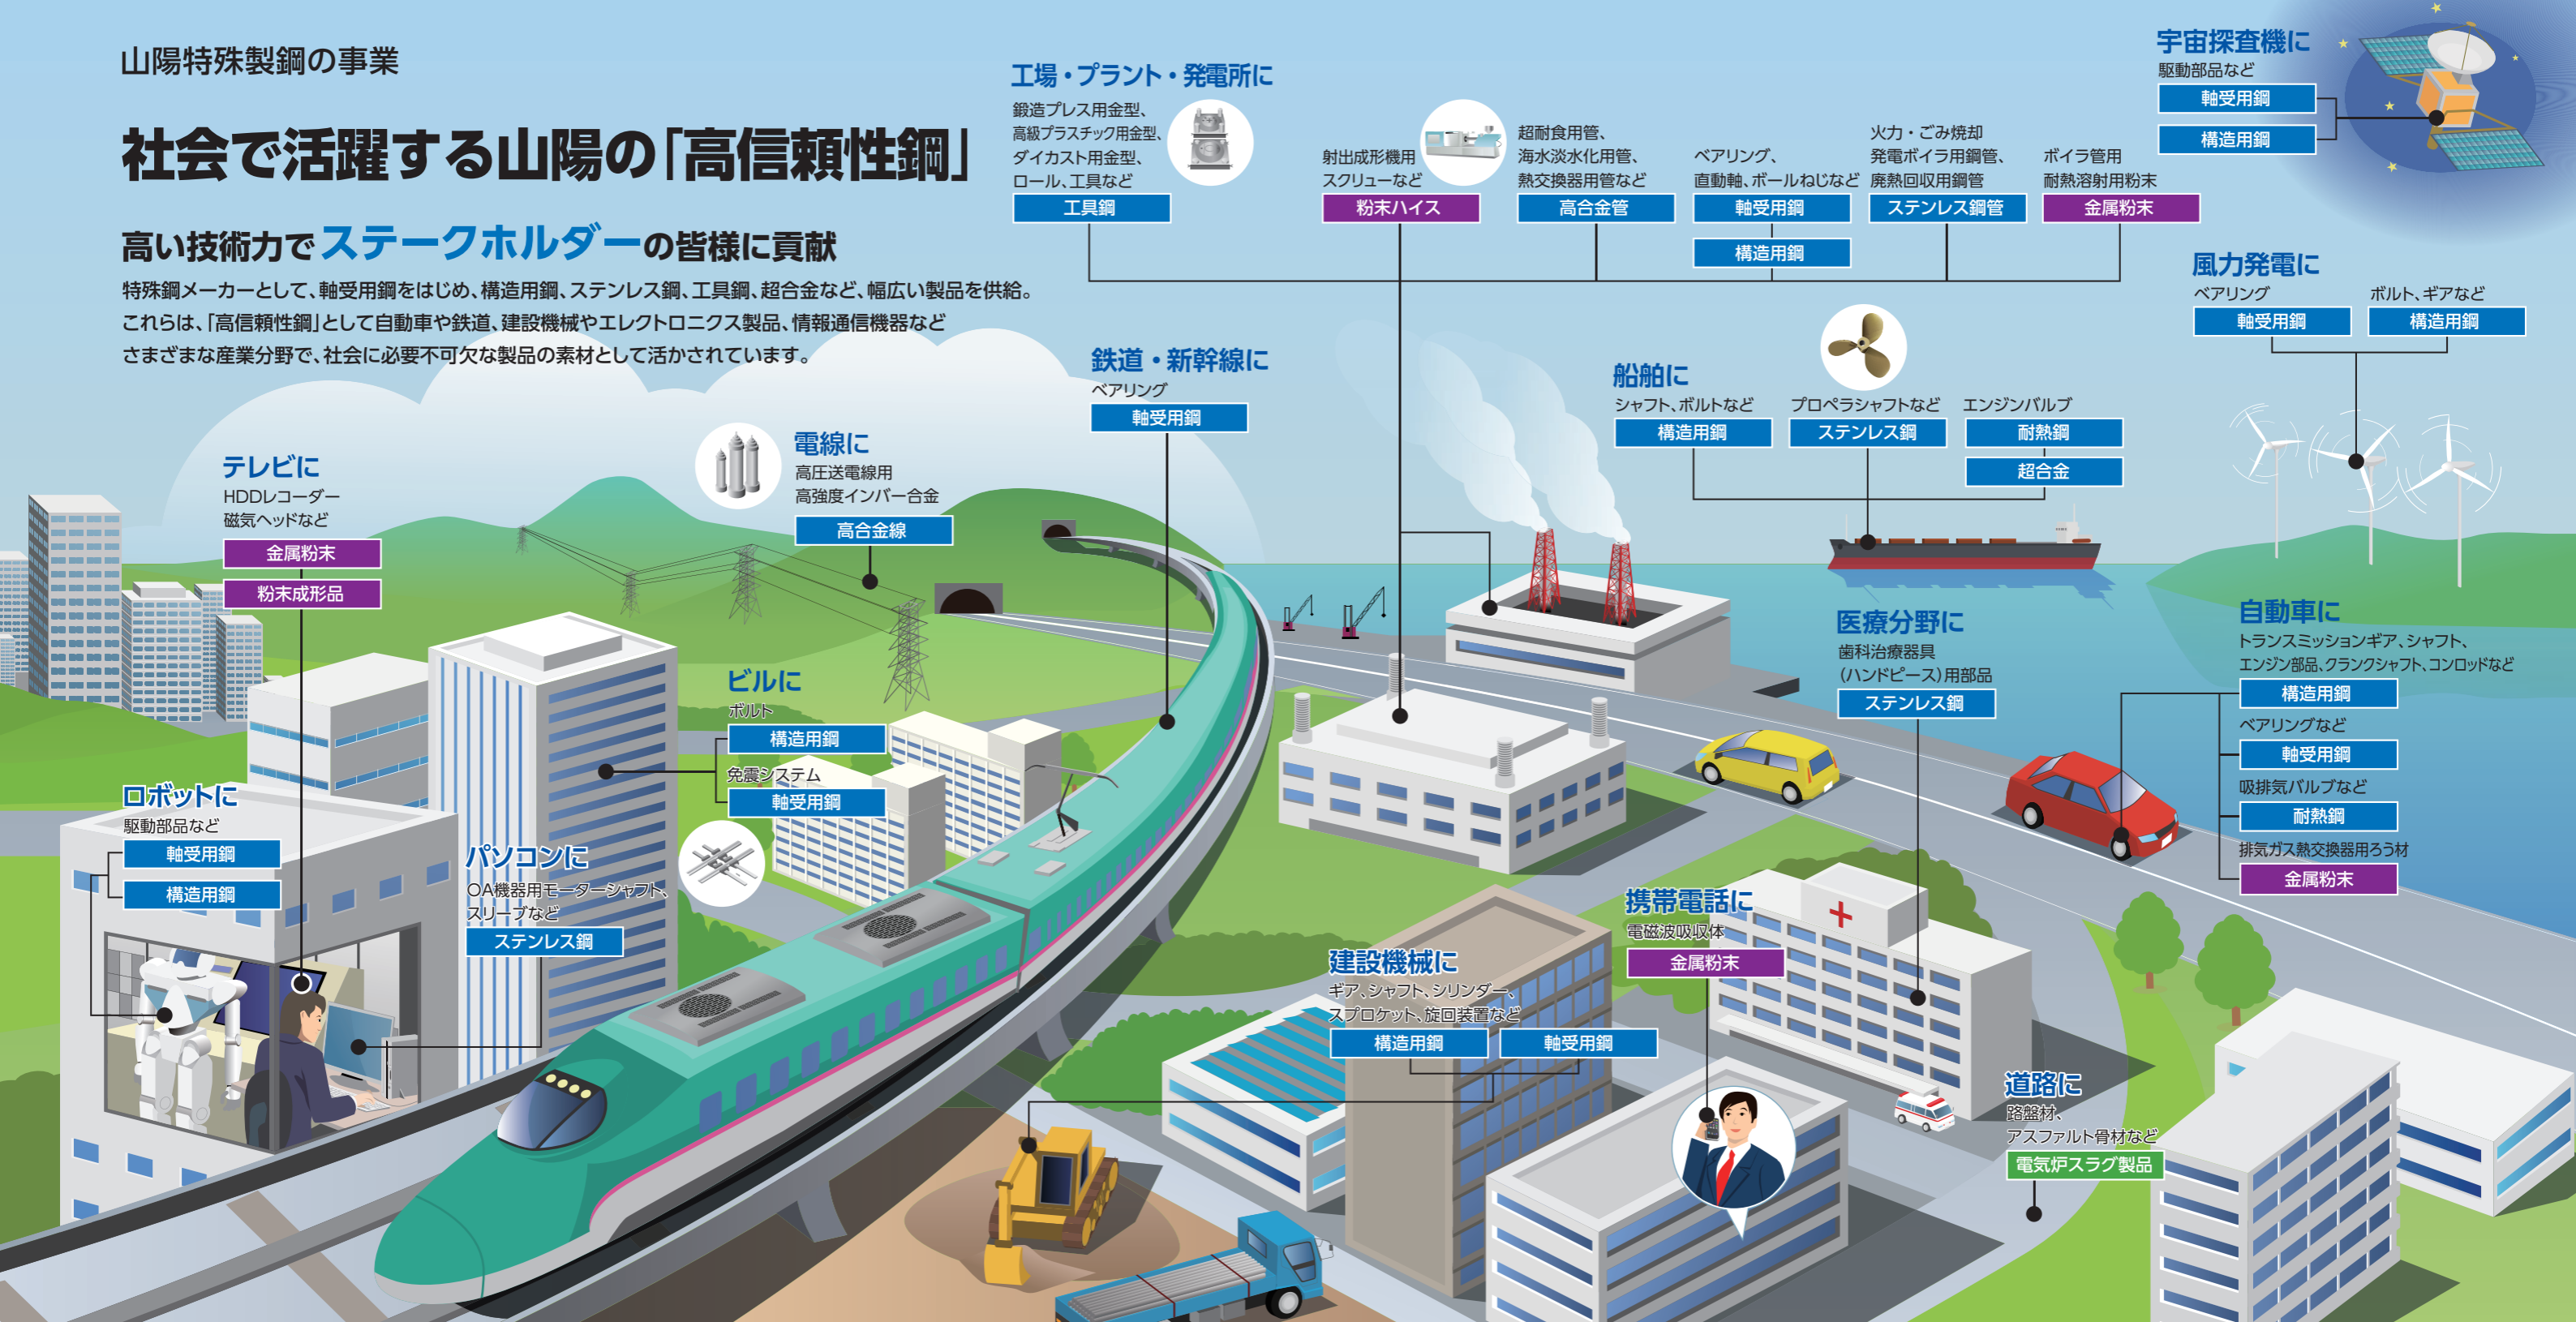 山陽特殊製鋼の事業
社会で活躍する山陽の「高信頼性鋼」
高い技術力でステークホルダーの皆様に貢献
特殊鋼メーカーとして、軸受用鋼をはじめ、構造用鋼、ステンレス鋼、工具鋼、超合金など、幅広い製品を供給。
これらは、「高信頼性鋼」として自動車や鉄道、建設機械やエレクトロニクス製品、情報通信機器など
さまざまな産業分野で、社会に必要不可欠な製品の素材として活かされています。
工場・プラント・発電所に
鍛造プレス用金型、
高級プラスチック用金型、
ダイカスト用金型、
ロール、工具など
工具鋼
射出成形機用
スクリューなど
粉末ハイス
超耐食用管、
海水淡水化用管、
熱交換器用管など
高合金管
ベアリング、
直動軸、ボールねじなど
軸受用鋼
構造用鋼
火力・ごみ焼却
発電ボイラ用鋼管、
廃熱回収用鋼管
ステンレス鋼管
ボイラ管用
耐熱溶射用粉末
金属粉末
宇宙探査機に
駆動部品など
軸受用鋼
構造用鋼
風力発電に
ベアリング
軸受用鋼
ボルト、ギアなど
構造用鋼
鉄道・新幹線に
ベアリング
軸受用鋼
船舶に
シャフト、ボルトなど
構造用鋼
プロペラシャフトなど
ステンレス鋼
エンジンバルブ
耐熱鋼
超合金
テレビに
HDDレコーダー
磁気ヘッドなど
金属粉末
粉末成形品
電線に
高圧送電線用
高強度インバー合金
高合金線
ビルに
ボルト
構造用鋼
免震システム
軸受用鋼
医療分野に
歯科治療器具
（ハンドピース）用部品
ステンレス鋼
自動車に
トランスミッションギア、シャフト、
エンジン部品、クランクシャフト、コンロッドなど
構造用鋼
ベアリングなど
軸受用鋼
吸排気バルブなど
耐熱鋼
排気ガス熱交換器用ろう材
金属粉末
ロボットに
駆動部品など
軸受用鋼
構造用鋼
パソコンに
OA機器用モーターシャフト、
スリーブなど
ステンレス鋼
携帯電話に
電磁波吸収体
金属粉末
建設機械に
ギア、シャフト、シリンダー、
スプロケット、旋回装置など
構造用鋼
軸受用鋼
道路に
路盤材、
アスファルト骨材など
電気炉スラグ製品